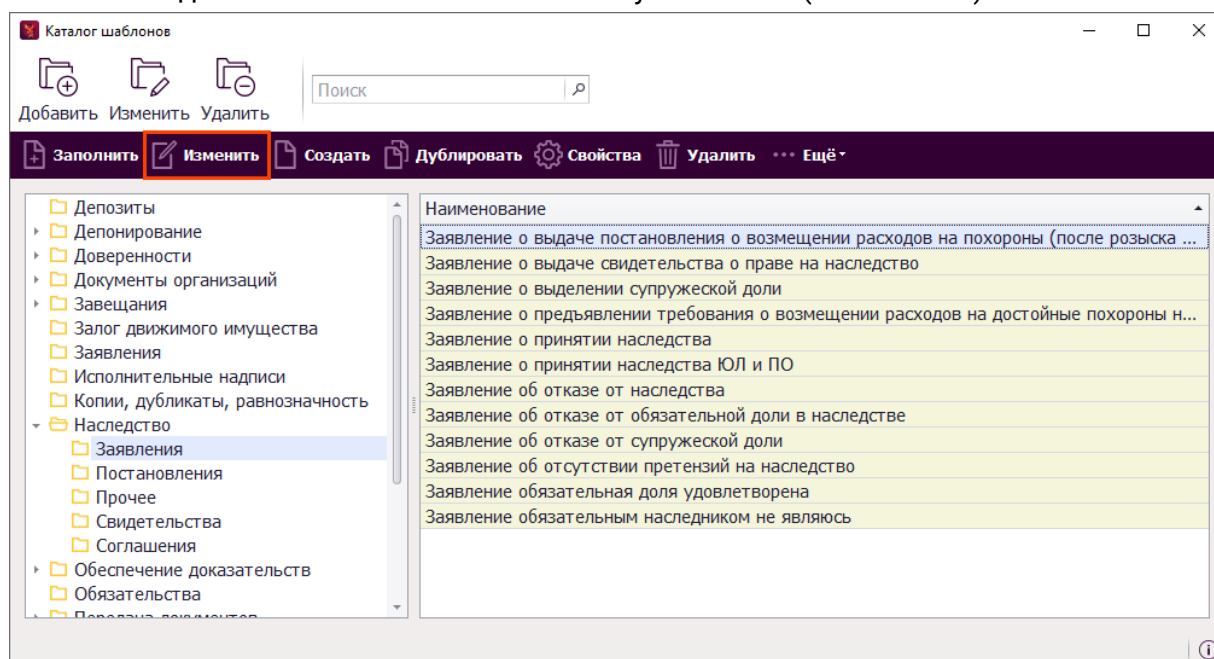 Каталог шаблонов
Добавить Изменить Удалить
Поиск
Заполнить Изменить Создать Дублировать Свойства Удалить ··· Ещё
Депозиты
Депонирование
Доверенности
Документы организаций
Завещания
Залог движимого имущества
Заявления
Исполнительные надписи
Копии, дубликаты, равнозначность
Наследство
Заявления
Постановления
Прочее
Свидетельства
Соглашения
Обеспечение доказательств
Обязательства
Наименование
Заявление о выдаче постановления о возмещении расходов на похороны (после розыска ...
Заявление о выдаче свидетельства о праве на наследство
Заявление о выделении супружеской доли
Заявление о предъявлении требования о возмещении расходов на достойные похороны н...
Заявление о принятии наследства
Заявление о принятии наследства ЮЛ и ПО
Заявление об отказе от наследства
Заявление об отказе от обязательной доли в наследстве
Заявление об отказе от супружеской доли
Заявление об отсутствии претензий на наследство
Заявление обязательная доля удовлетворена
Заявление обязательным наследником не являюсь